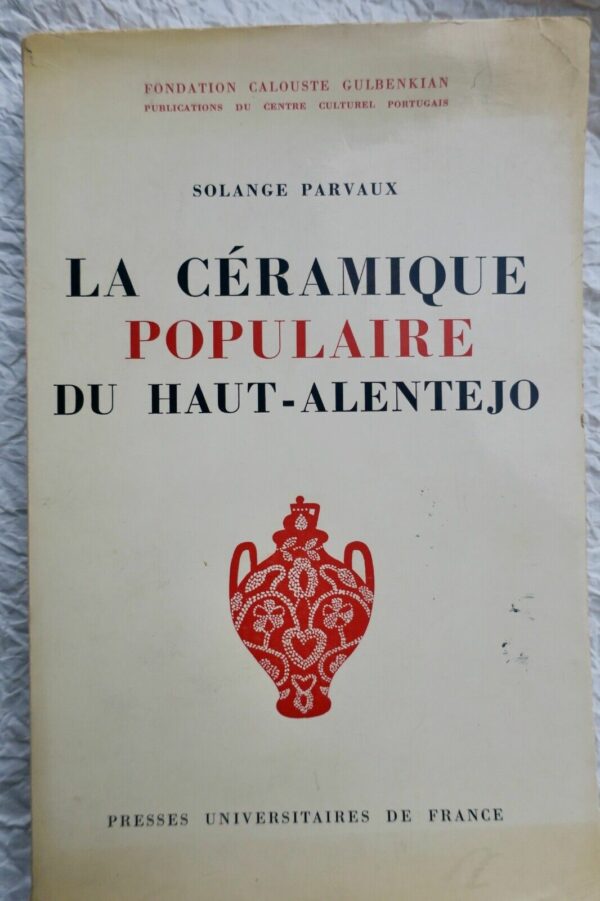 FONDATION CALOUSTE GULBENKIAN
PUBLICATIONS DU CENTRE CULTUREL PORTUGAIS
SOLANGE PARVAUX
LA CÉRAMIQUE
POPULAIRE
DU HAUT-ALENTEJO
PRESSES UNIVERSITAIRES DE FRANCE